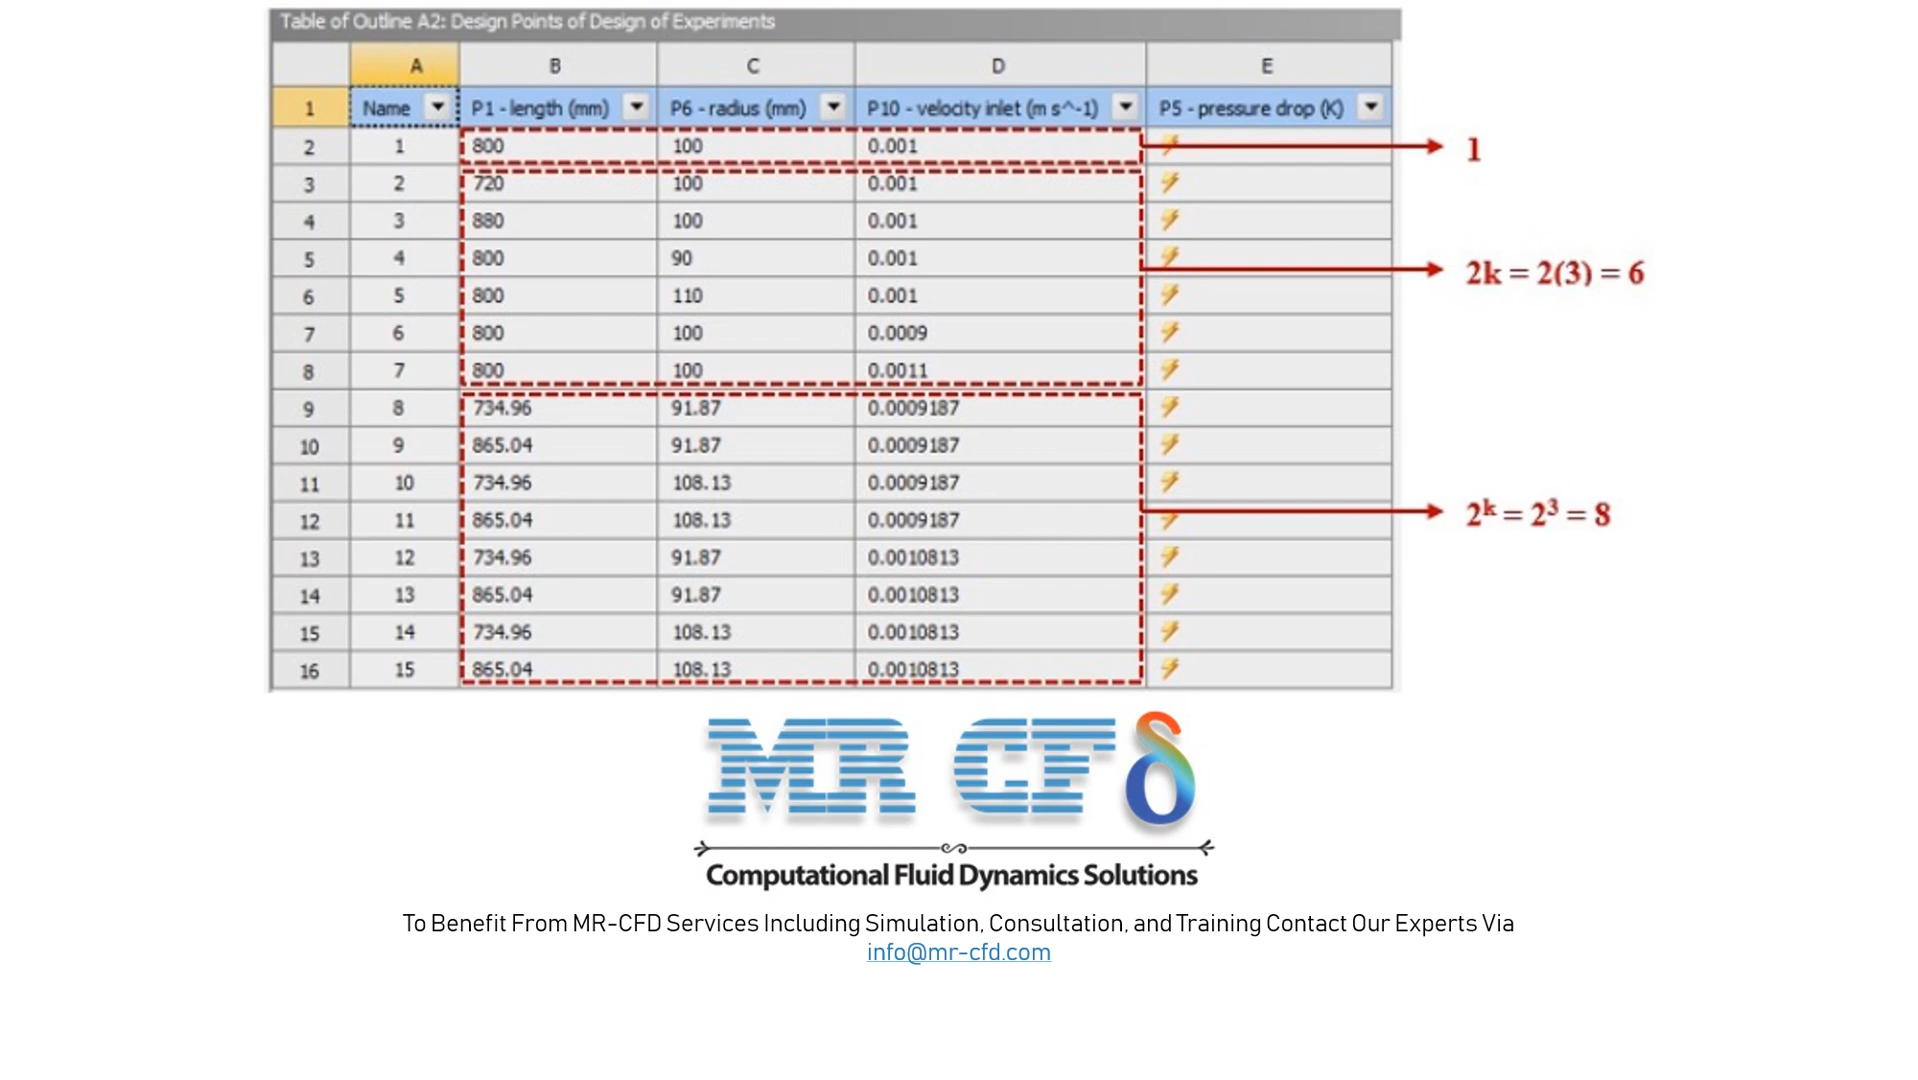 Table of Outline A2: Design Points of Design of Experiments
A B C D E
1 Name P1 - length (mm) P6 - radius (mm) P10 - velocity inlet (m s^-1) P5 - pressure drop (K)
2 1 800 100 0.001 1
3 2 720 100 0.001
4 3 880 100 0.001
5 4 800 90 0.001 2k = 2(3) = 6
6 5 800 110 0.001
7 6 800 100 0.0009
8 7 800 100 0.0011
9 8 734.96 91.87 0.0009187
10 9 865.04 91.87 0.0009187
11 10 734.96 108.13 0.0009187
12 11 865.04 108.13 0.0009187 2ᵏ = 2³ = 8
13 12 734.96 91.87 0.0010813
14 13 865.04 91.87 0.0010813
15 14 734.96 108.13 0.0010813
16 15 865.04 108.13 0.0010813
MR CFδ
Computational Fluid Dynamics Solutions
To Benefit From MR-CFD Services Including Simulation, Consultation, and Training Contact Our Experts Via
info@mr-cfd.com